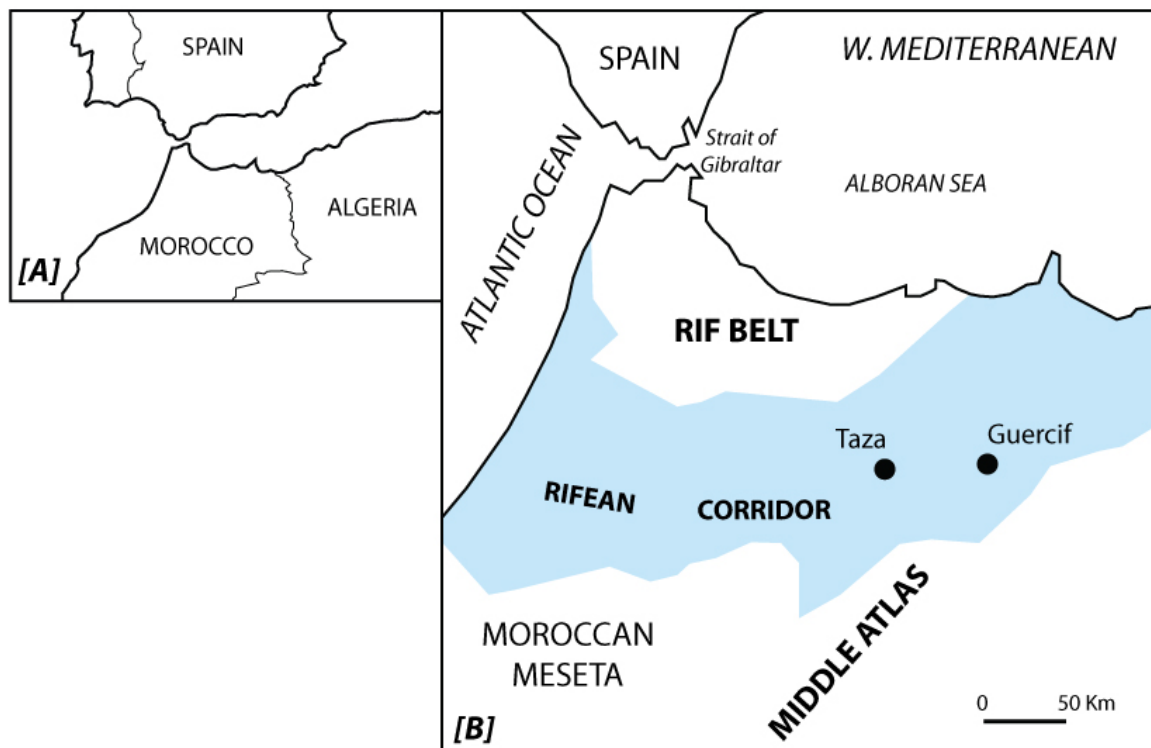 SPAIN
ALGERIA
MOROCCO
[A]
SPAIN
W. MEDITERRANEAN
Strait of
Gibraltar
ALBORAN SEA
ATLANTIC OCEAN
RIF BELT
Taza
Guercif
RIFEAN
CORRIDOR
MOROCCAN
MESETA
MIDDLE ATLAS
0 50 Km
[B]